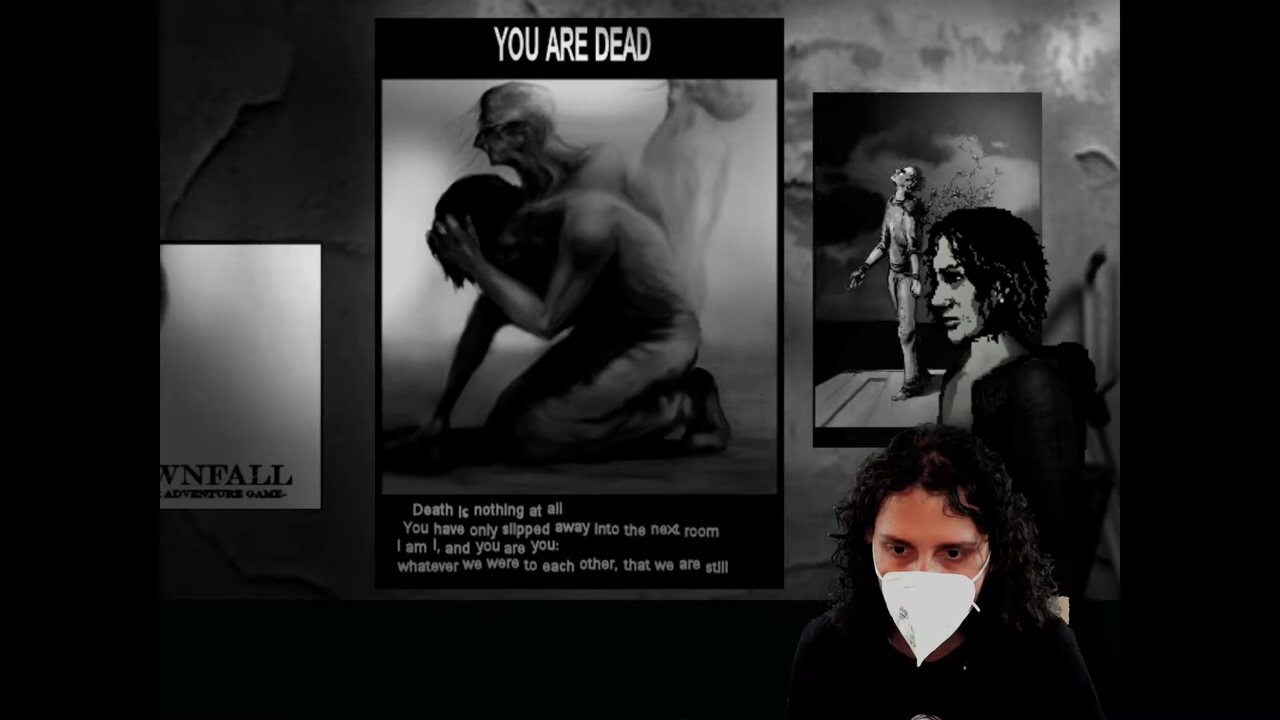 YOU ARE DEAD
WNFALL
ADVENTURE GAME-
Death is nothing at all
You have only slipped away into the next room
I am I, and you are you:
whatever we were to each other, that we are still